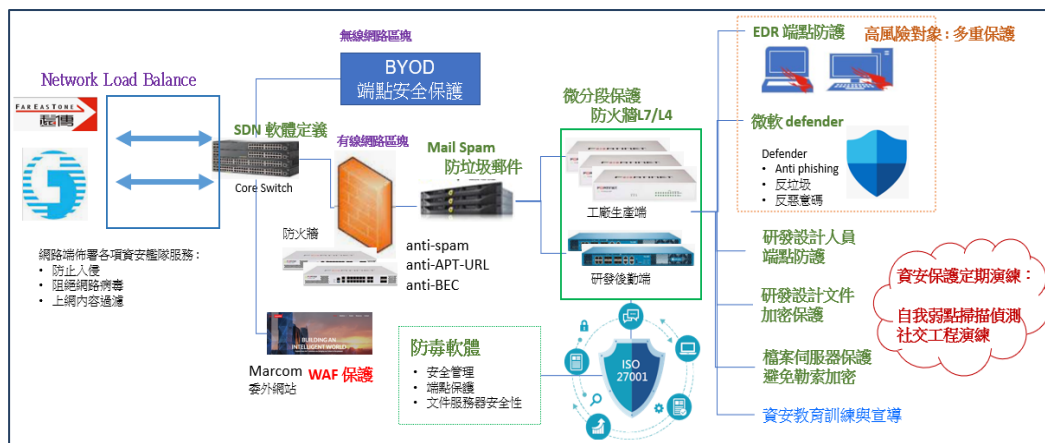 Network Load Balance
FAREASTONE
遠傳
網路端佈署各項資安艦隊服務：
• 防止入侵
• 阻絕網路病毒
• 上網內容過濾
SDN 軟體定義
Core Switch
無線網路區塊
BYOD
端點安全保護
有線網路區塊
防火牆
Mail Spam
防垃圾郵件
anti-spam
anti-APT-URL
anti-BEC
BUILDING AN
INTELLIGENT WORLD
Marcom
委外網站
WAF 保護
防毒軟體
• 安全管理
• 端點保護
• 文件服務器安全性
微分段保護
防火牆L7/L4
工廠生產端
研發後勤端
ISO
27001
EDR 端點防護
高風險對象 : 多重保護
微軟 defender
Defender
• Anti phishing
• 反垃圾
• 反惡意碼
研發設計人員
端點防護
研發設計文件
加密保護
檔案伺服器保護
避免勒索加密
資安教育訓練與宣導
資安保護定期演練：
自我弱點掃描偵測
社交工程演練